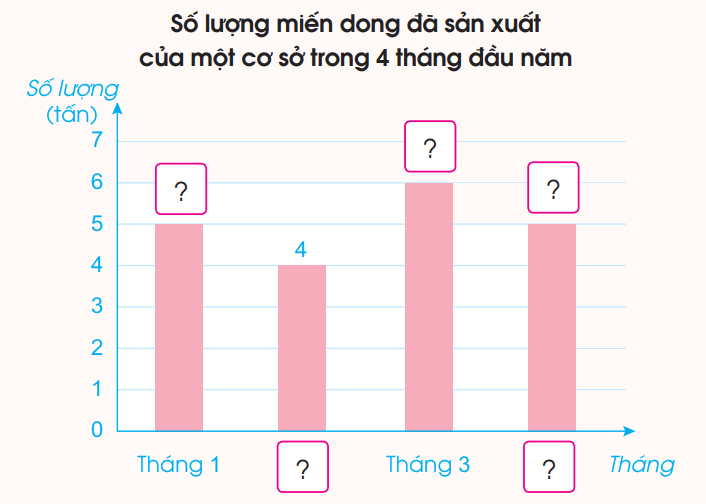 Số lượng miến dong đã sản xuất
của một cơ sở trong 4 tháng đầu năm
Số lượng
(tấn)
7
?
6
?
?
5
4
4
3
2
1
0
Tháng 1
?
Tháng 3
?
Tháng